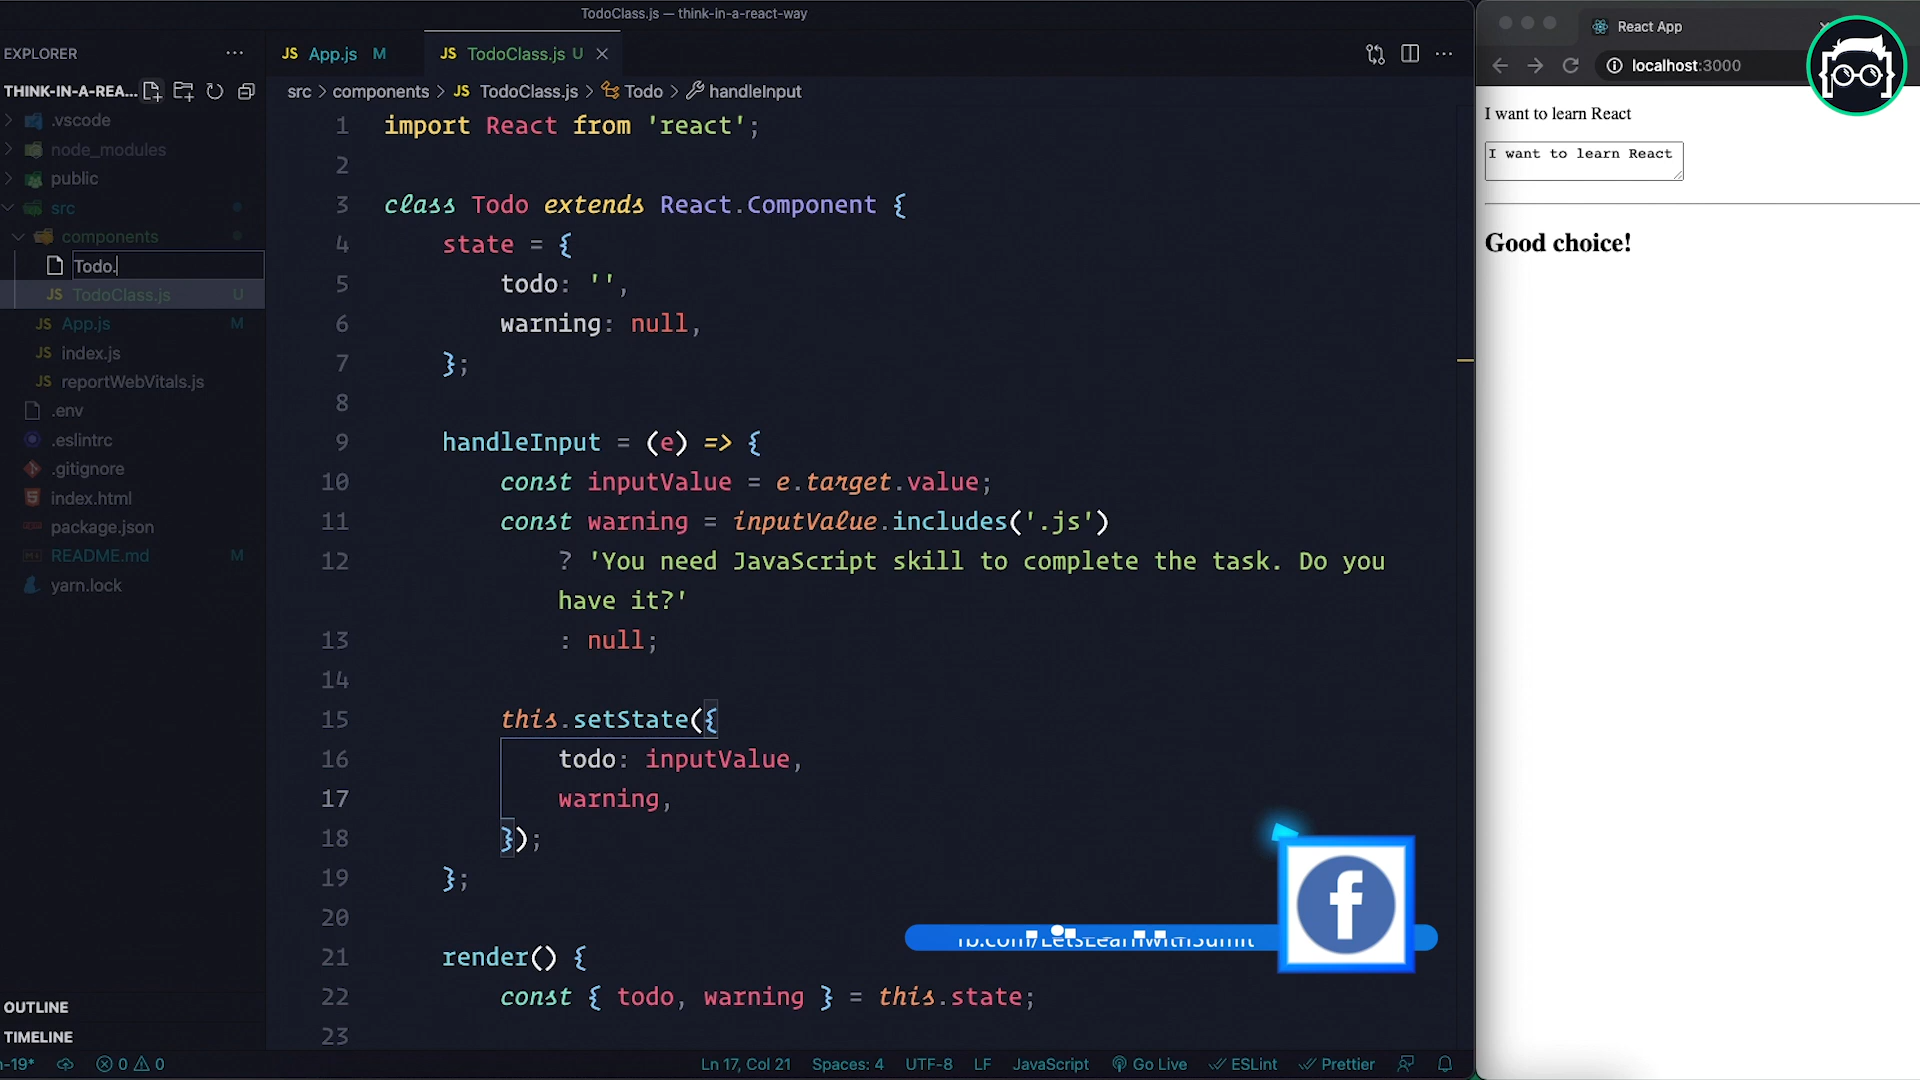 TodoClass.js — think-in-a-react-way
EXPLORER
THINK-IN-A-REA...
.vscode
node_modules
public
src
components
Todo.
JS TodoClass.js U
JS App.js M
JS index.js
JS reportWebVitals.js
.env
.eslintrc
.gitignore
index.html
package.json
README.md M
yarn.lock
OUTLINE
TIMELINE
JS App.js M
JS TodoClass.js U
src > components > JS TodoClass.js > Todo > handleInput
1 import React from 'react';
2
3 class Todo extends React.Component {
4 state = {
5 todo: '',
6 warning: null,
7 };
8
9 handleInput = (e) => {
10 const inputValue = e.target.value;
11 const warning = inputValue.includes('.js')
12 ? 'You need JavaScript skill to complete the task. Do you
have it?'
13 : null;
14
15 this.setState({
16 todo: inputValue,
17 warning,
18 });
19 };
20
21 render() {
22 const { todo, warning } = this.state;
23
fb.com/LetsLearnWithSumit
f
-19* 0 0 Ln 17, Col 21 Spaces: 4 UTF-8 LF JavaScript Go Live ESLint Prettier
React App
localhost:3000
I want to learn React
I want to learn React
Good choice!